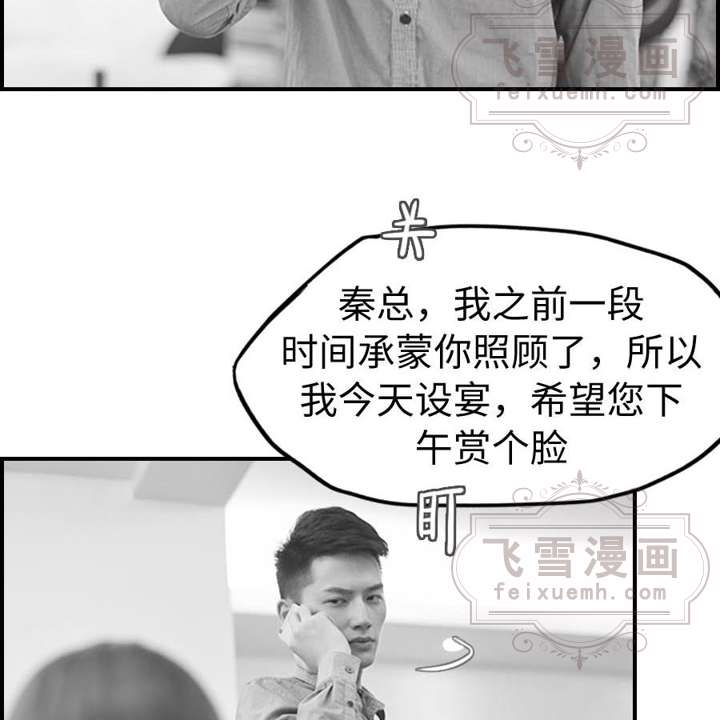 飞雪漫画
feixuemh.com
关
秦总，我之前一段
时间承蒙你照顾了，所以
我今天设宴，希望您下
午赏个脸
盯
飞雪漫画
feixuemh.com